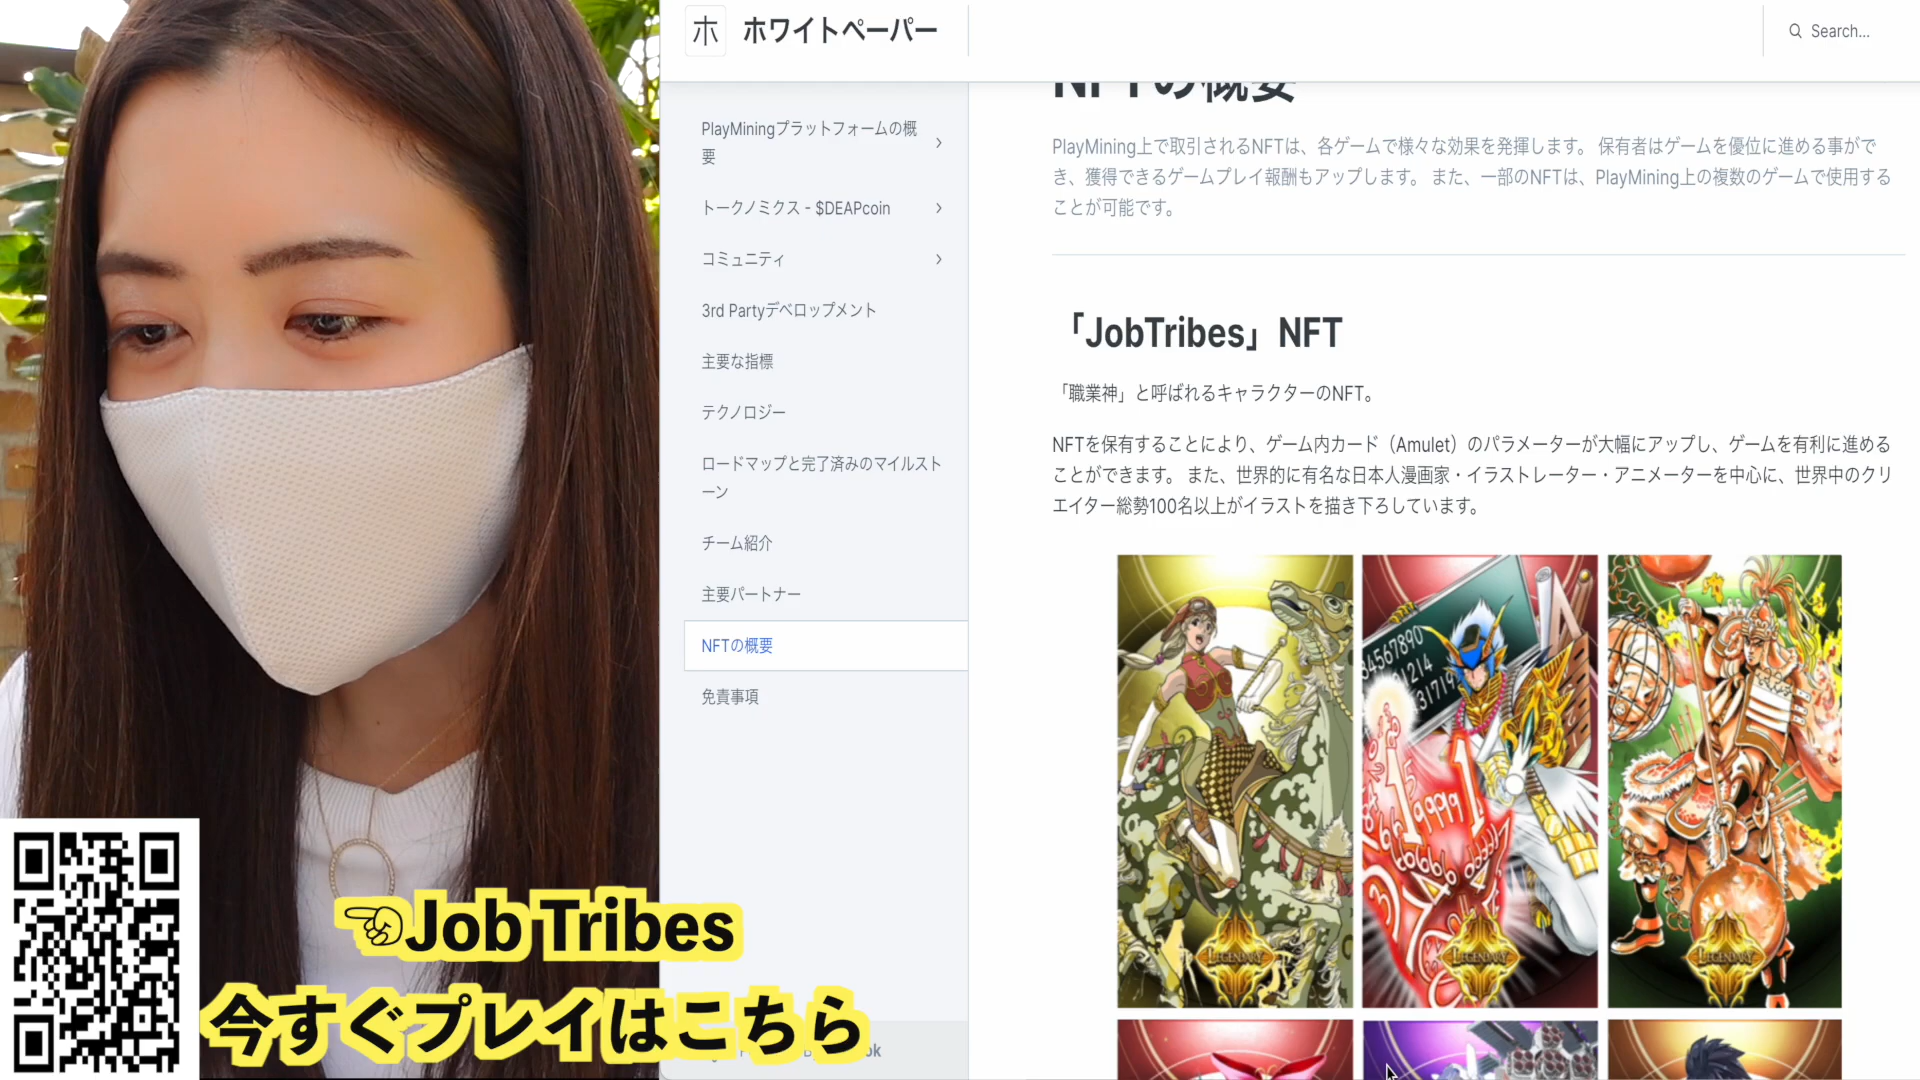 ホ ホワイトペーパー
Search...
PlayMiningプラットフォームの概
要
トークノミクス - $DEAPcoin
コミュニティ
3rd Partyデベロップメント
主要な指標
テクノロジー
ロードマップと完了済みのマイルスト
ーン
チーム紹介
主要パートナー
NFTの概要
免責事項
NFTの概要
PlayMining上で取引されるNFTは、各ゲームで様々な効果を発揮します。 保有者はゲームを優位に進める事がで
き、獲得できるゲームプレイ報酬もアップします。 また、一部のNFTは、PlayMining上の複数のゲームで使用する
ことが可能です。
「JobTribes」NFT
「職業神」と呼ばれるキャラクターのNFT。
NFTを保有することにより、ゲーム内カード（Amulet）のパラメーターが大幅にアップし、ゲームを有利に進める
ことができます。 また、世界的に有名な日本人漫画家・イラストレーター・アニメーターを中心に、世界中のクリ
エイター総勢100名以上がイラストを描き下ろしています。
34567890
LEGENDARY
LEGENDARY
LEGENDARY
☜Job Tribes
今すぐプレイはこちら